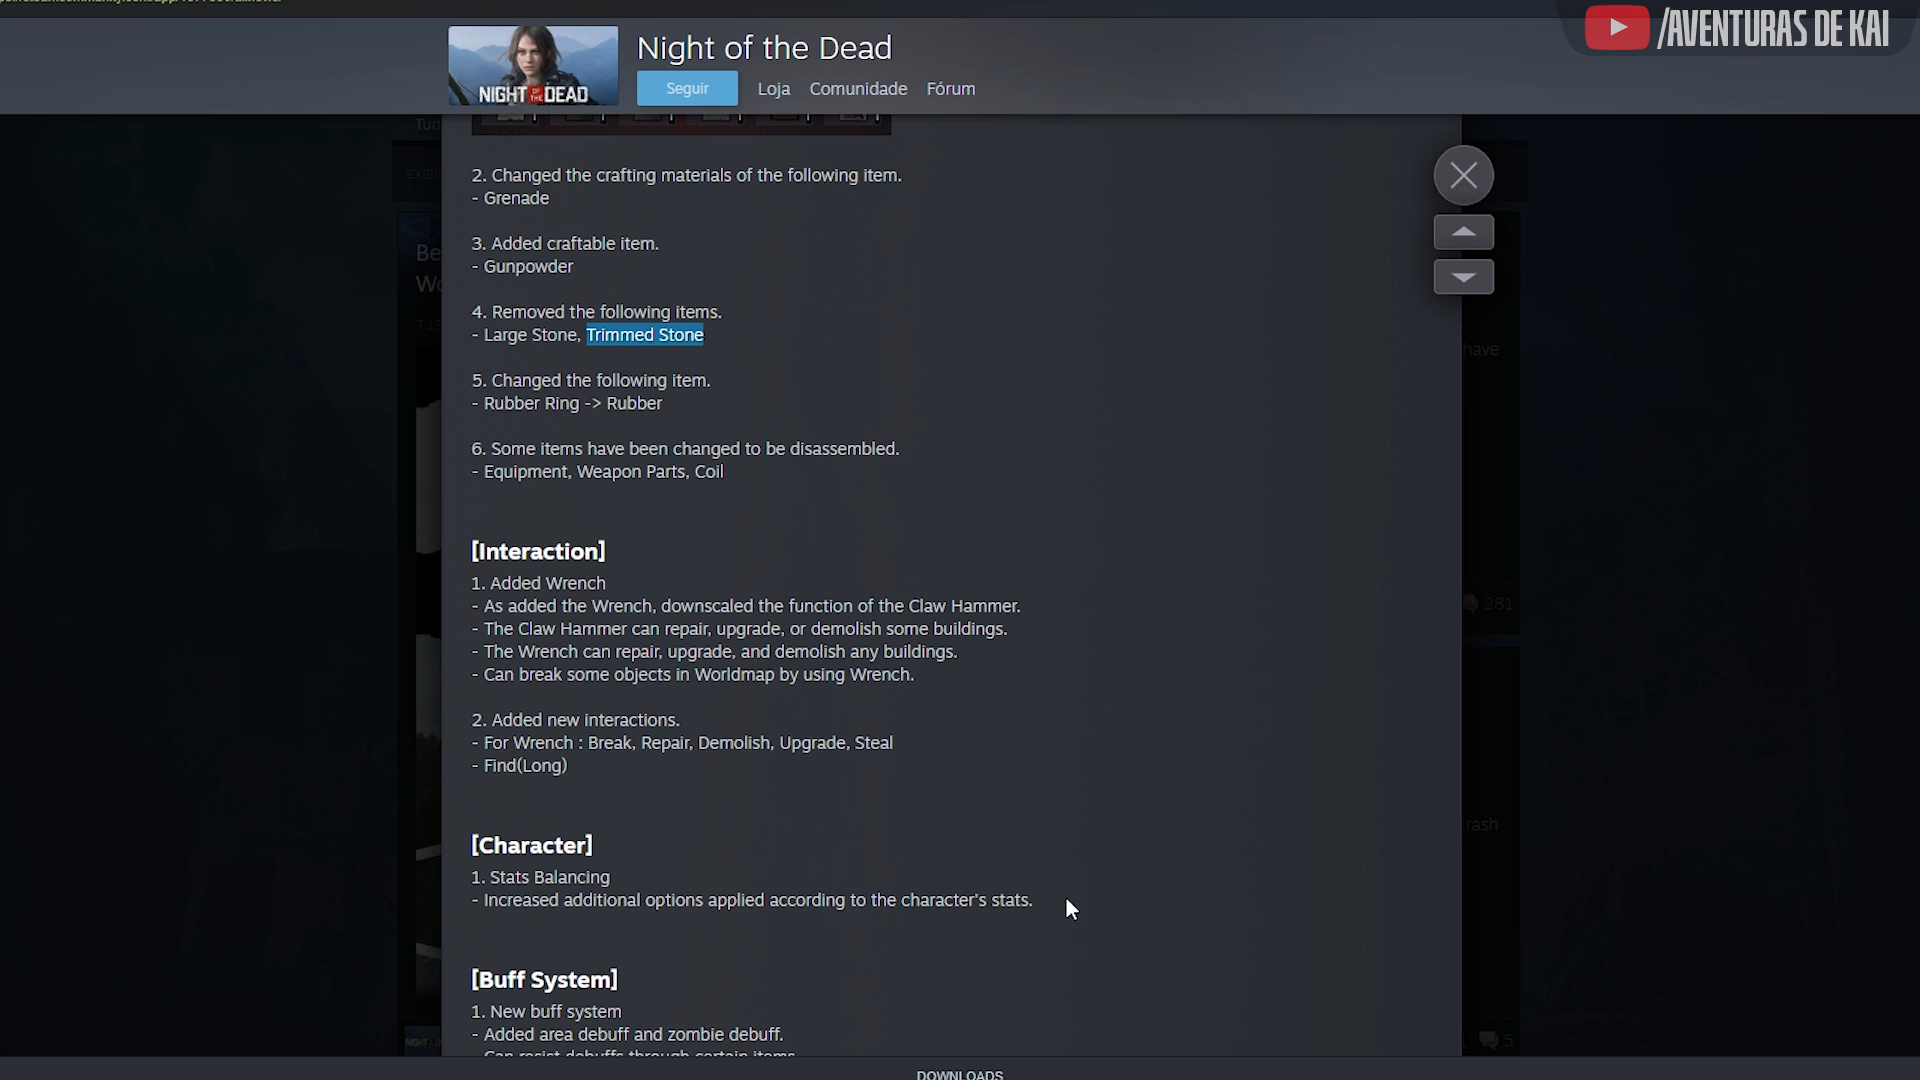 /AVENTURAS DE KAI
Night of the Dead
NIGHT OF THE DEAD
Seguir
Loja Comunidade Fórum
2. Changed the crafting materials of the following item.
- Grenade
3. Added craftable item.
- Gunpowder
4. Removed the following items.
- Large Stone, Trimmed Stone
5. Changed the following item.
- Rubber Ring -> Rubber
6. Some items have been changed to be disassembled.
- Equipment, Weapon Parts, Coil
[Interaction]
1. Added Wrench
- As added the Wrench, downscaled the function of the Claw Hammer.
- The Claw Hammer can repair, upgrade, or demolish some buildings.
- The Wrench can repair, upgrade, and demolish any buildings.
- Can break some objects in Worldmap by using Wrench.
2. Added new interactions.
- For Wrench : Break, Repair, Demolish, Upgrade, Steal
- Find(Long)
[Character]
1. Stats Balancing
- Increased additional options applied according to the character's stats.
[Buff System]
1. New buff system
- Added area debuff and zombie debuff.
- Can resist debuffs through certain items.
have
281
5
DOWNLOADS